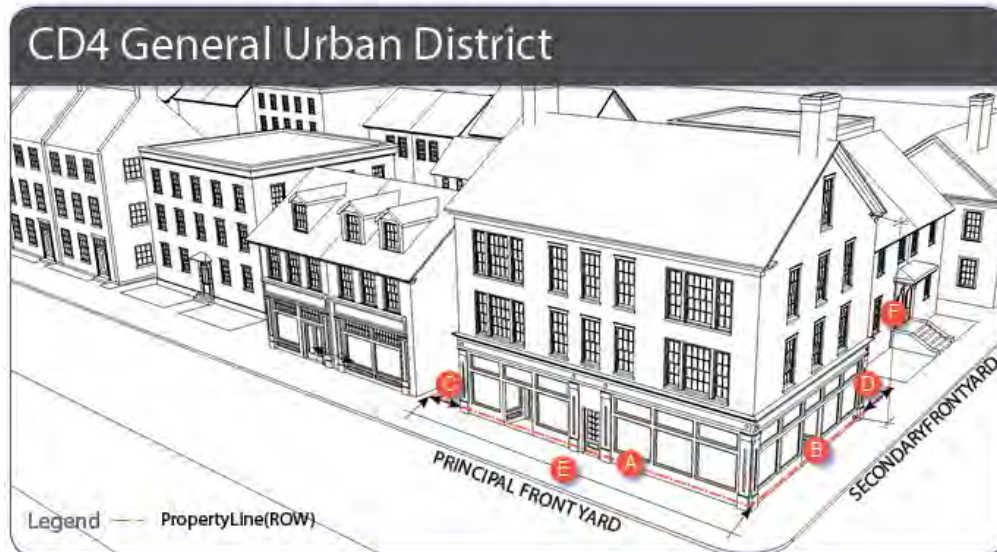 CD4 General Urban District
F
C
D
B
A
E
SECONDARYFRONTYARD
PRINCIPAL FRONTYARD
Legend PropertyLine(ROW)